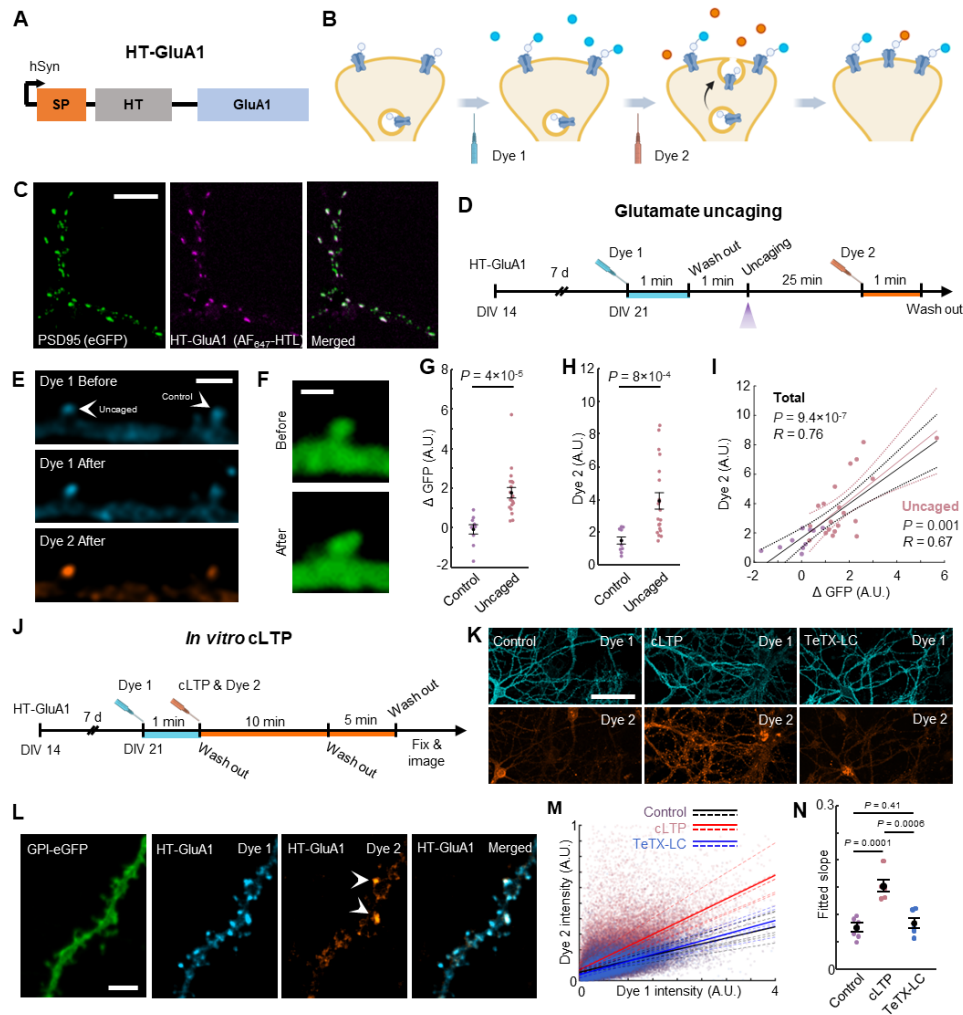 A
HT-GluA1
hSyn
SP
HT
GluA1
B
Dye 1
Dye 2
C
PSD95 (eGFP)
HT-GluA1 (AF647-HTL)
Merged
D
Glutamate uncaging
HT-GluA1
7 d
Dye 1
1 min
Wash out
1 min
Uncaging
25 min
Dye 2
1 min
DIV 14
DIV 21
Wash out
E
Dye 1 Before
Uncaged
Control
Dye 1 After
Dye 2 After
F
Before
After
G
P = 4×10-5
8
6
4
2
0
-2
Δ GFP (A.U.)
Control
Uncaged
H
P = 8×10-4
12
10
8
6
4
2
0
Dye 2 (A.U.)
Control
Uncaged
I
Total
P = 9.4×10-7
R = 0.76
Uncaged
P = 0.001
R = 0.67
12
10
8
6
4
2
0
Dye 2 (A.U.)
-2
0
2
4
6
Δ GFP (A.U.)
J
In vitro cLTP
HT-GluA1
7 d
Dye 1
1 min
cLTP & Dye 2
10 min
5 min
Wash out
DIV 14
DIV 21
Wash out
Wash out
Fix &
image
K
Control
Dye 1
cLTP
Dye 1
TeTX-LC
Dye 1
Dye 2
Dye 2
Dye 2
L
GPI-eGFP
HT-GluA1
Dye 1
HT-GluA1
Dye 2
HT-GluA1
Merged
M
Control
cLTP
TeTX-LC
1
0
Dye 2 intensity (A.U.)
0
Dye 1 intensity (A.U.)
4
N
0.3
0
Fitted slope
P = 0.41
P = 0.0006
P = 0.0001
Control
cLTP
TeTX-LC